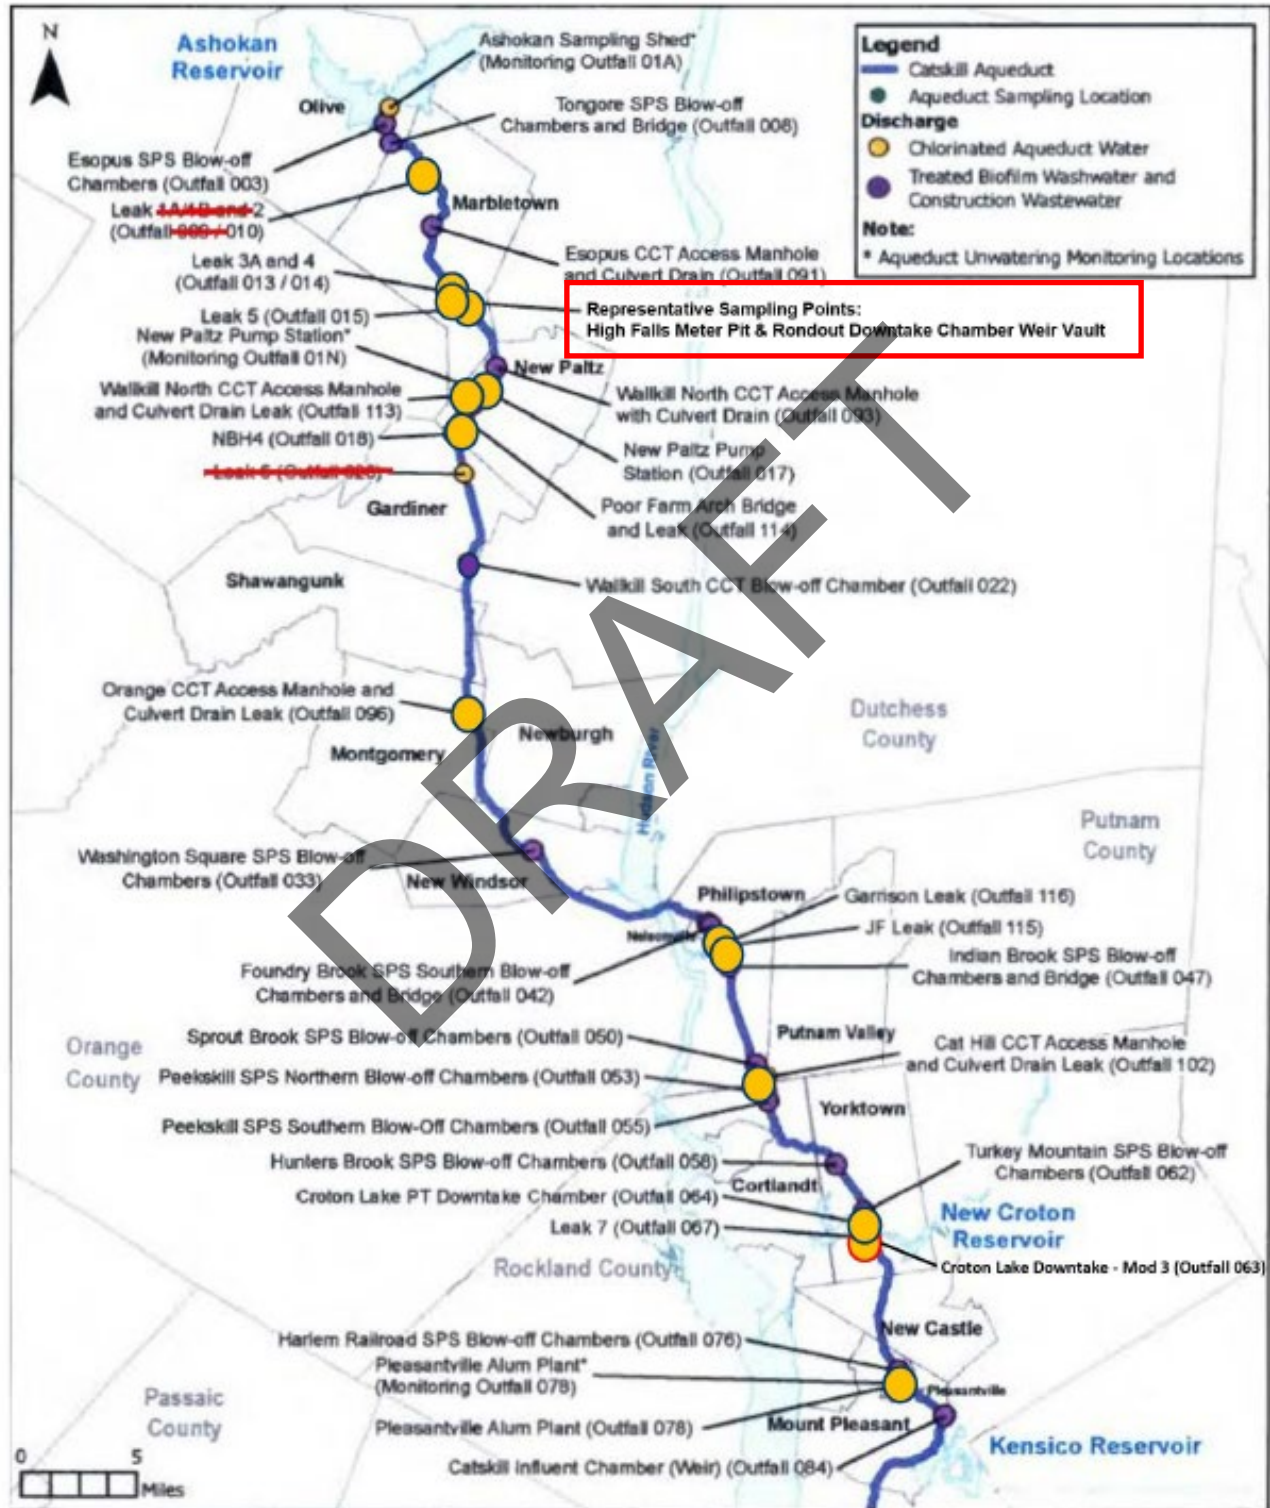 N
Ashokan
Reservoir
Ashokan Sampling Shed*
(Monitoring Outfall 01A)
Olive
Tongore SPS Blow-off
Chambers and Bridge (Outfall 008)
Legend
Catskill Aqueduct
Aqueduct Sampling Location
Discharge
Chlorinated Aqueduct Water
Treated Biofilm Washwater and
Construction Wastewater
Note:
* Aqueduct Unwatering Monitoring Locations
Esopus SPS Blow-off
Chambers (Outfall 003)
Leak 1A/1B and 2
(Outfall 009 / 010)
Marbletown
Esopus CCT Access Manhole
and Culvert Drain (Outfall 091)
Leak 3A and 4
(Outfall 013 / 014)
Representative Sampling Points:
High Falls Meter Pit & Rondout Downtake Chamber Weir Vault
Leak 5 (Outfall 015)
New Paltz Pump Station*
(Monitoring Outfall 01N)
New Paltz
Wallkill North CCT Access Manhole
and Culvert Drain Leak (Outfall 113)
Wallkill North CCT Access Manhole
with Culvert Drain (Outfall 093)
NBH4 (Outfall 018)
New Paltz Pump
Station (Outfall 017)
Leak 6 (Outfall 020)
Gardiner
Poor Farm Arch Bridge
and Leak (Outfall 114)
Shawangunk
Wallkill South CCT Blow-off Chamber (Outfall 022)
Orange CCT Access Manhole and
Culvert Drain Leak (Outfall 096)
Montgomery
Newburgh
Hudson River
Dutchess
County
Putnam
County
DRAFT
Washington Square SPS Blow-off
Chambers (Outfall 033)
New Windsor
Philipstown
Nelsonville
Garrison Leak (Outfall 116)
JF Leak (Outfall 115)
Indian Brook SPS Blow-off
Chambers and Bridge (Outfall 047)
Foundry Brook SPS Southern Blow-off
Chambers and Bridge (Outfall 042)
Orange
County
Sprout Brook SPS Blow-off Chambers (Outfall 050)
Putnam Valley
Cat Hill CCT Access Manhole
and Culvert Drain Leak (Outfall 102)
Peekskill SPS Northern Blow-off Chambers (Outfall 053)
Yorktown
Peekskill SPS Southern Blow-Off Chambers (Outfall 055)
Hunters Brook SPS Blow-off Chambers (Outfall 058)
Turkey Mountain SPS Blow-off
Chambers (Outfall 062)
Cortlandt
Croton Lake PT Downtake Chamber (Outfall 064)
Leak 7 (Outfall 067)
New Croton
Reservoir
Croton Lake Downtake - Mod 3 (Outfall 063)
Rockland County
New Castle
Harlem Railroad SPS Blow-off Chambers (Outfall 076)
Pleasantville Alum Plant*
(Monitoring Outfall 078)
Pleasantville
Passaic
County
Pleasantville Alum Plant (Outfall 078)
Mount Pleasant
Kensico Reservoir
Catskill Influent Chamber (Weir) (Outfall 084)
0 5
Miles